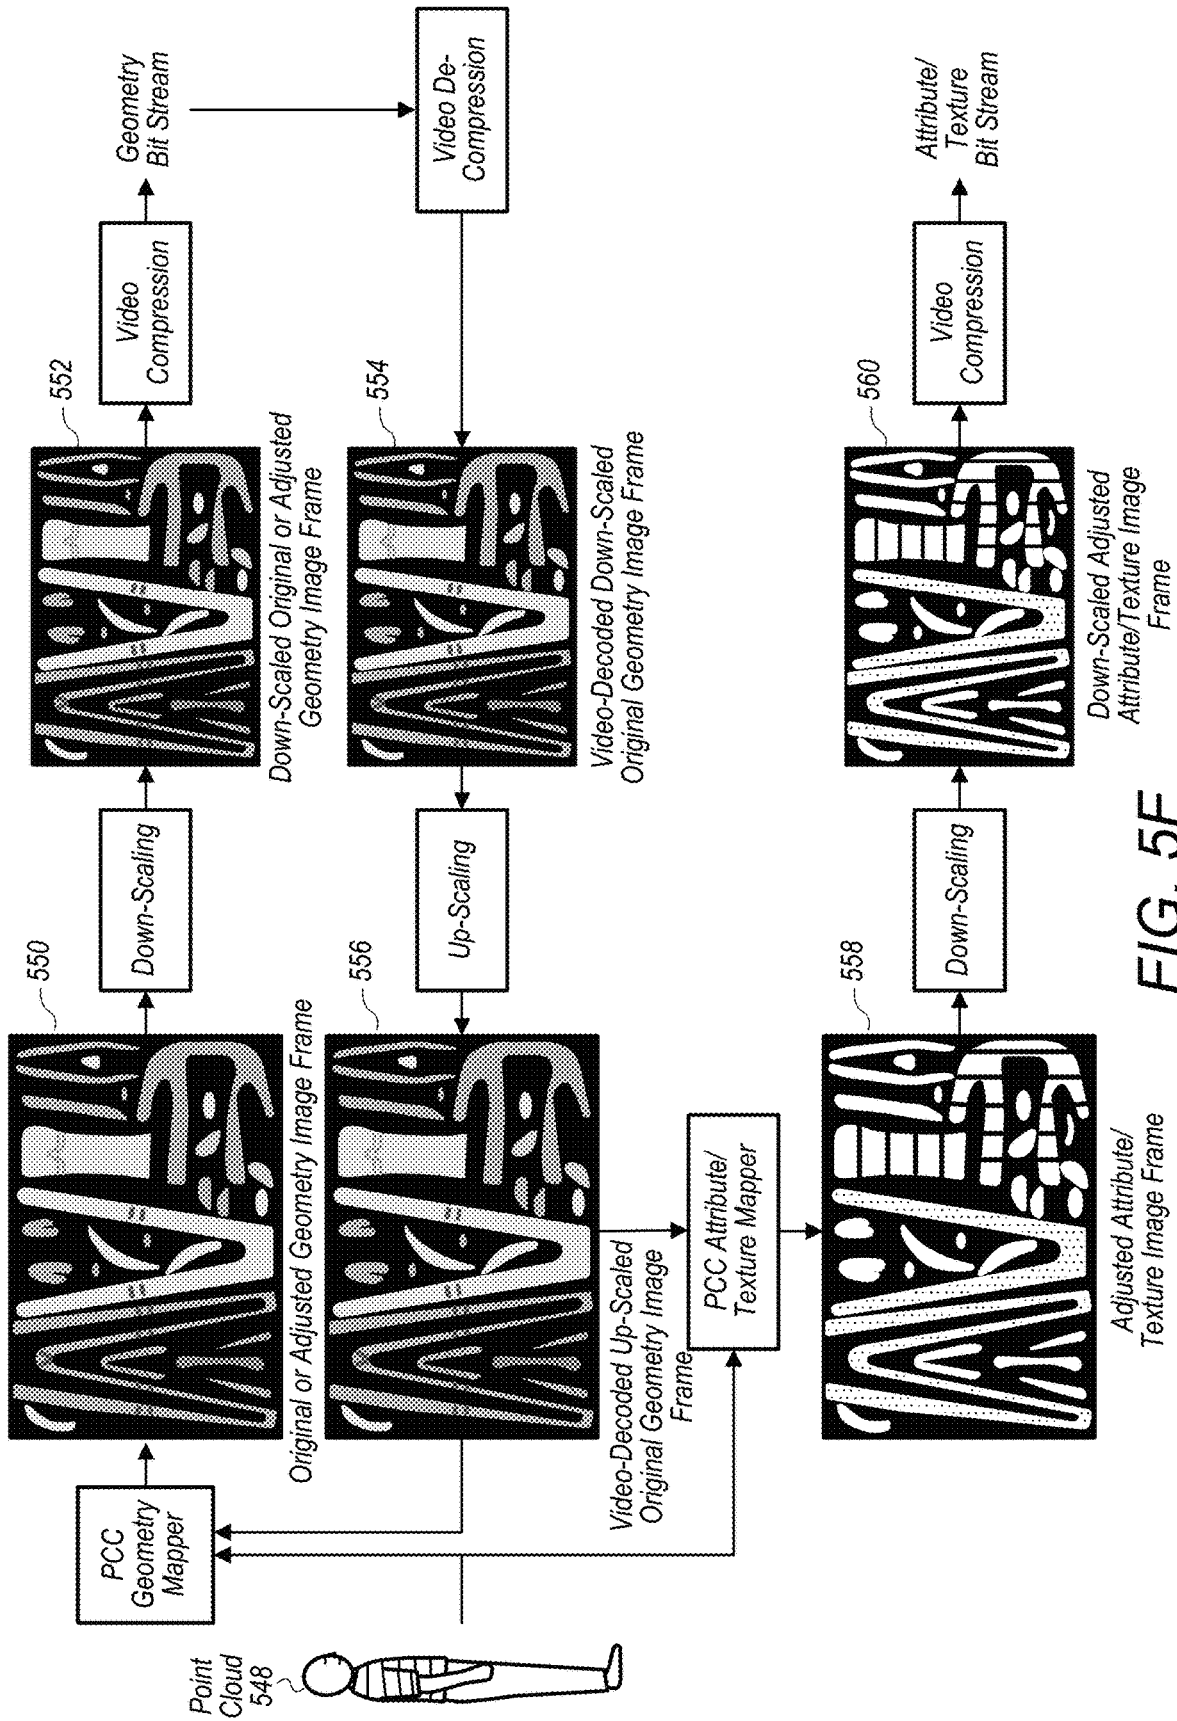 Point
Cloud
548
PCC
Geometry
Mapper
550
Original or Adjusted Geometry Image Frame
Down-Scaling
552
Down-Scaled Original or Adjusted
Geometry Image Frame
Video
Compression
Geometry
Bit Stream
Video De-
Compression
554
Video-Decoded Down-Scaled
Original Geometry Image Frame
Up-Scaling
556
Video-Decoded Up-Scaled
Original Geometry Image
Frame
PCC Attribute/
Texture Mapper
558
Adjusted Attribute/
Texture Image Frame
Down-Scaling
560
Down-Scaled Adjusted
Attribute/Texture Image
Frame
Video
Compression
Attribute/
Texture
Bit Stream
FIG. 5F